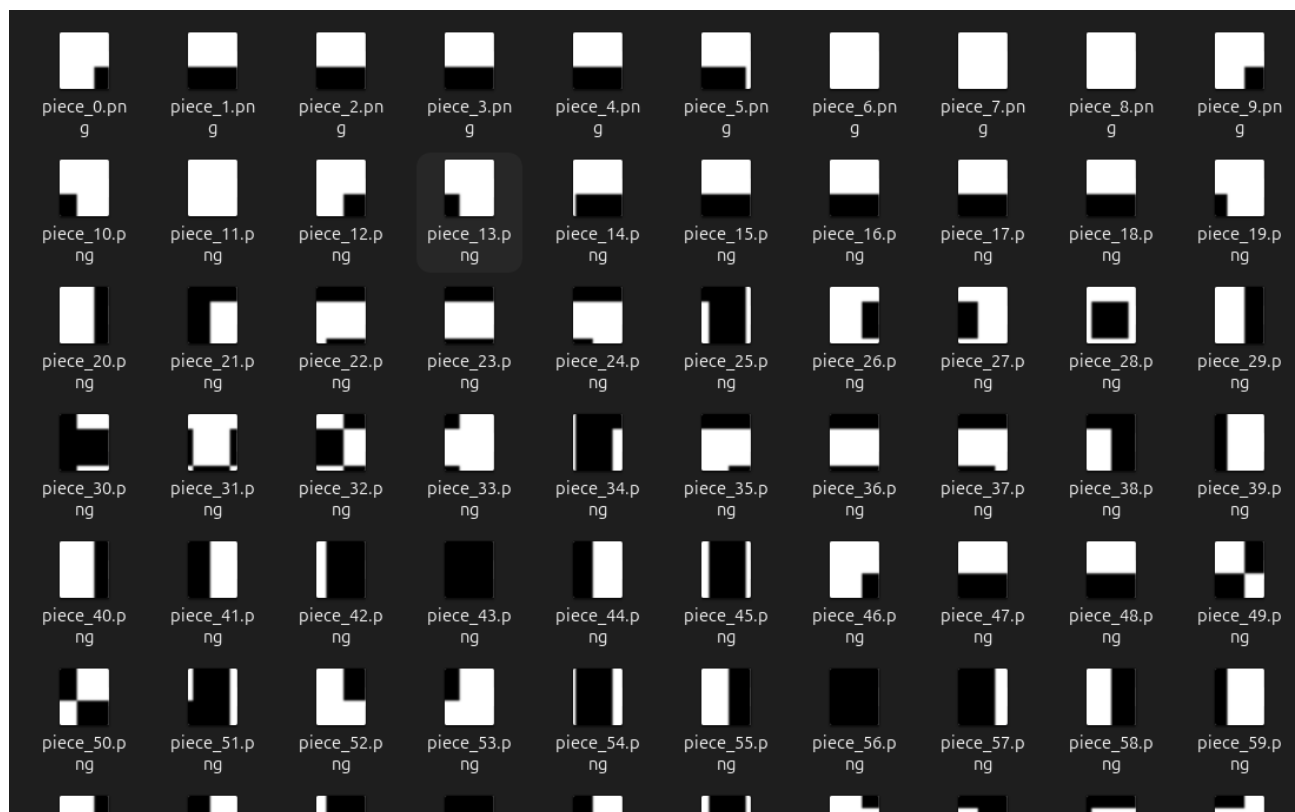 piece_0.pn piece_1.pn piece_2.pn piece_3.pn piece_4.pn piece_5.pn piece_6.pn piece_7.pn piece_8.pn piece_9.pn
g g g g g g g g g g
piece_10.p piece_11.p piece_12.p piece_13.p piece_14.p piece_15.p piece_16.p piece_17.p piece_18.p piece_19.p
ng ng ng ng ng ng ng ng ng ng
piece_20.p piece_21.p piece_22.p piece_23.p piece_24.p piece_25.p piece_26.p piece_27.p piece_28.p piece_29.p
ng ng ng ng ng ng ng ng ng ng
piece_30.p piece_31.p piece_32.p piece_33.p piece_34.p piece_35.p piece_36.p piece_37.p piece_38.p piece_39.p
ng ng ng ng ng ng ng ng ng ng
piece_40.p piece_41.p piece_42.p piece_43.p piece_44.p piece_45.p piece_46.p piece_47.p piece_48.p piece_49.p
ng ng ng ng ng ng ng ng ng ng
piece_50.p piece_51.p piece_52.p piece_53.p piece_54.p piece_55.p piece_56.p piece_57.p piece_58.p piece_59.p
ng ng ng ng ng ng ng ng ng ng